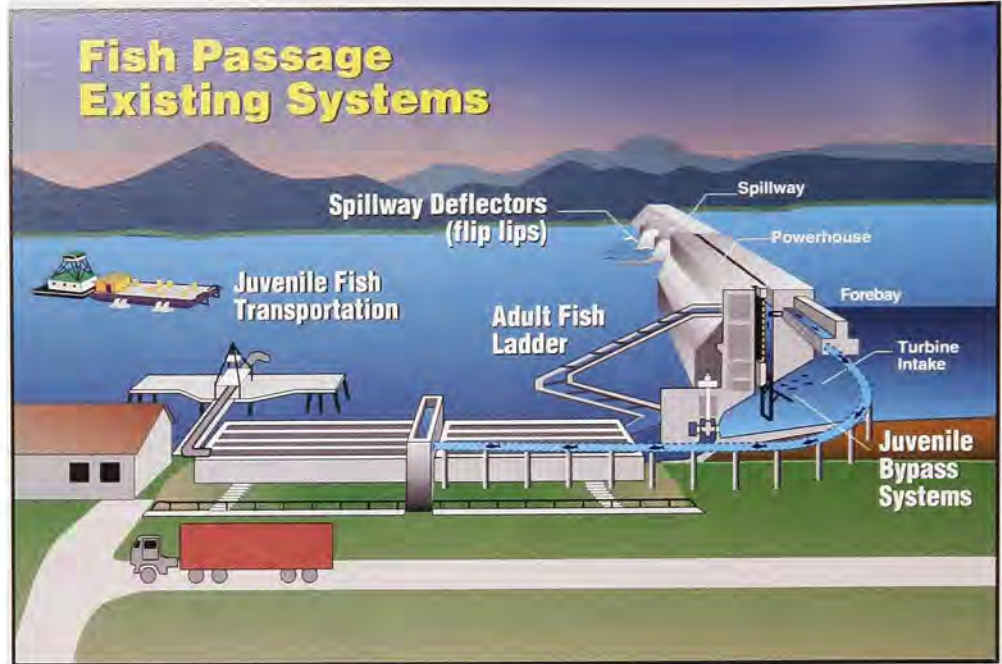 Fish Passage
Existing Systems
Spillway Deflectors
(flip lips)
Spillway
Powerhouse
Juvenile Fish
Transportation
Adult Fish
Ladder
Forebay
Turbine
Intake
Juvenile
Bypass
Systems